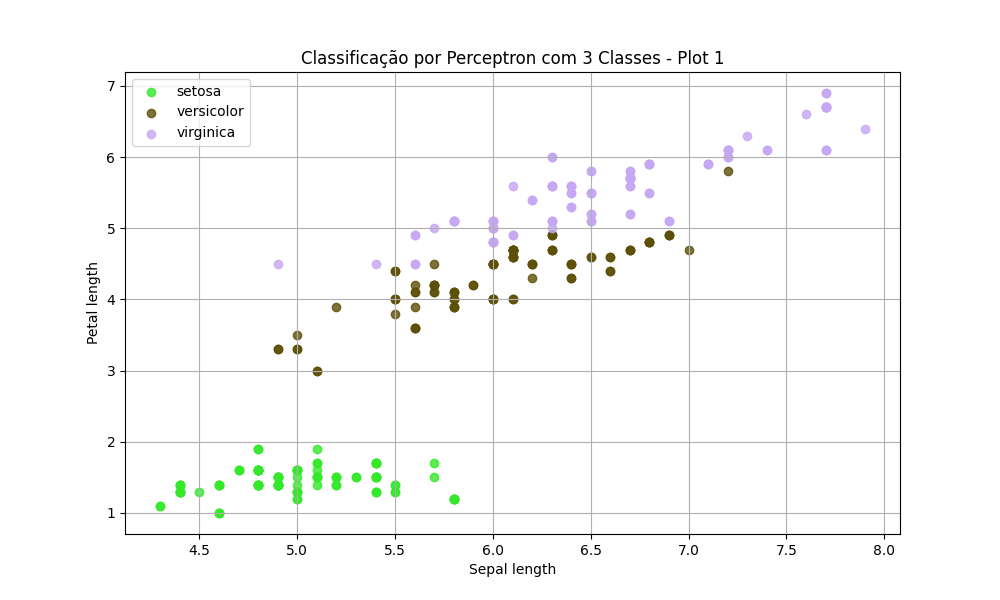 Classificação por Perceptron com 3 Classes - Plot 1
setosa
versicolor
virginica
Petal length
7
6
5
4
3
2
1
4.5 5.0 5.5 6.0 6.5 7.0 7.5 8.0
Sepal length